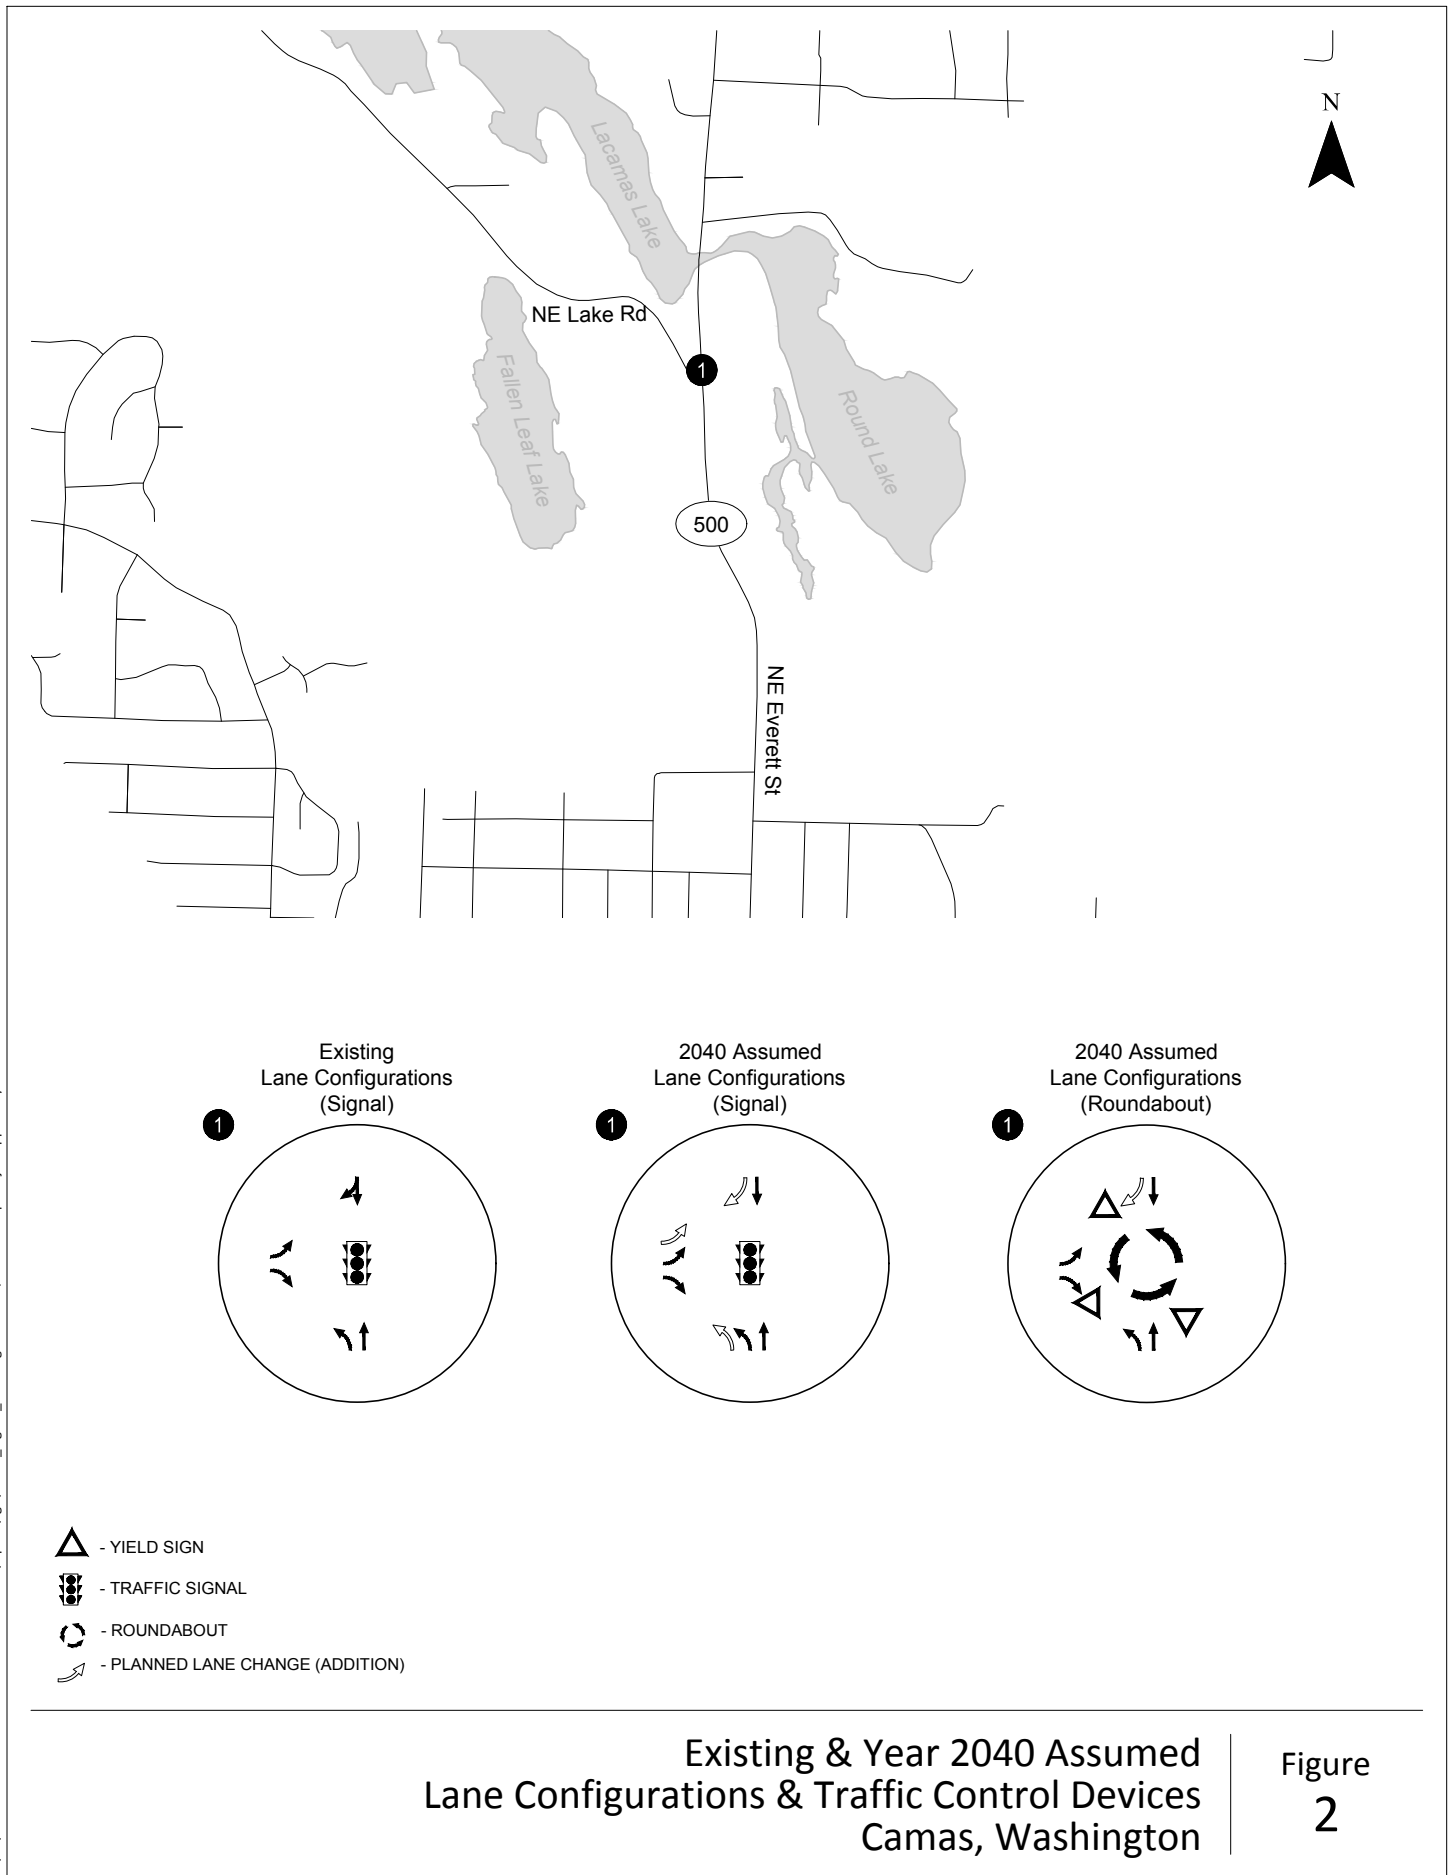 N
Lacamas Lake
NE Lake Rd
Fallen Leaf Lake
1
Round Lake
500
NE Everett St
Existing
Lane Configurations
(Signal)
1
2040 Assumed
Lane Configurations
(Signal)
1
2040 Assumed
Lane Configurations
(Roundabout)
1
- YIELD SIGN
- TRAFFIC SIGNAL
- ROUNDABOUT
- PLANNED LANE CHANGE (ADDITION)
Existing & Year 2040 Assumed
Lane Configurations & Traffic Control Devices
Camas, Washington
Figure
2